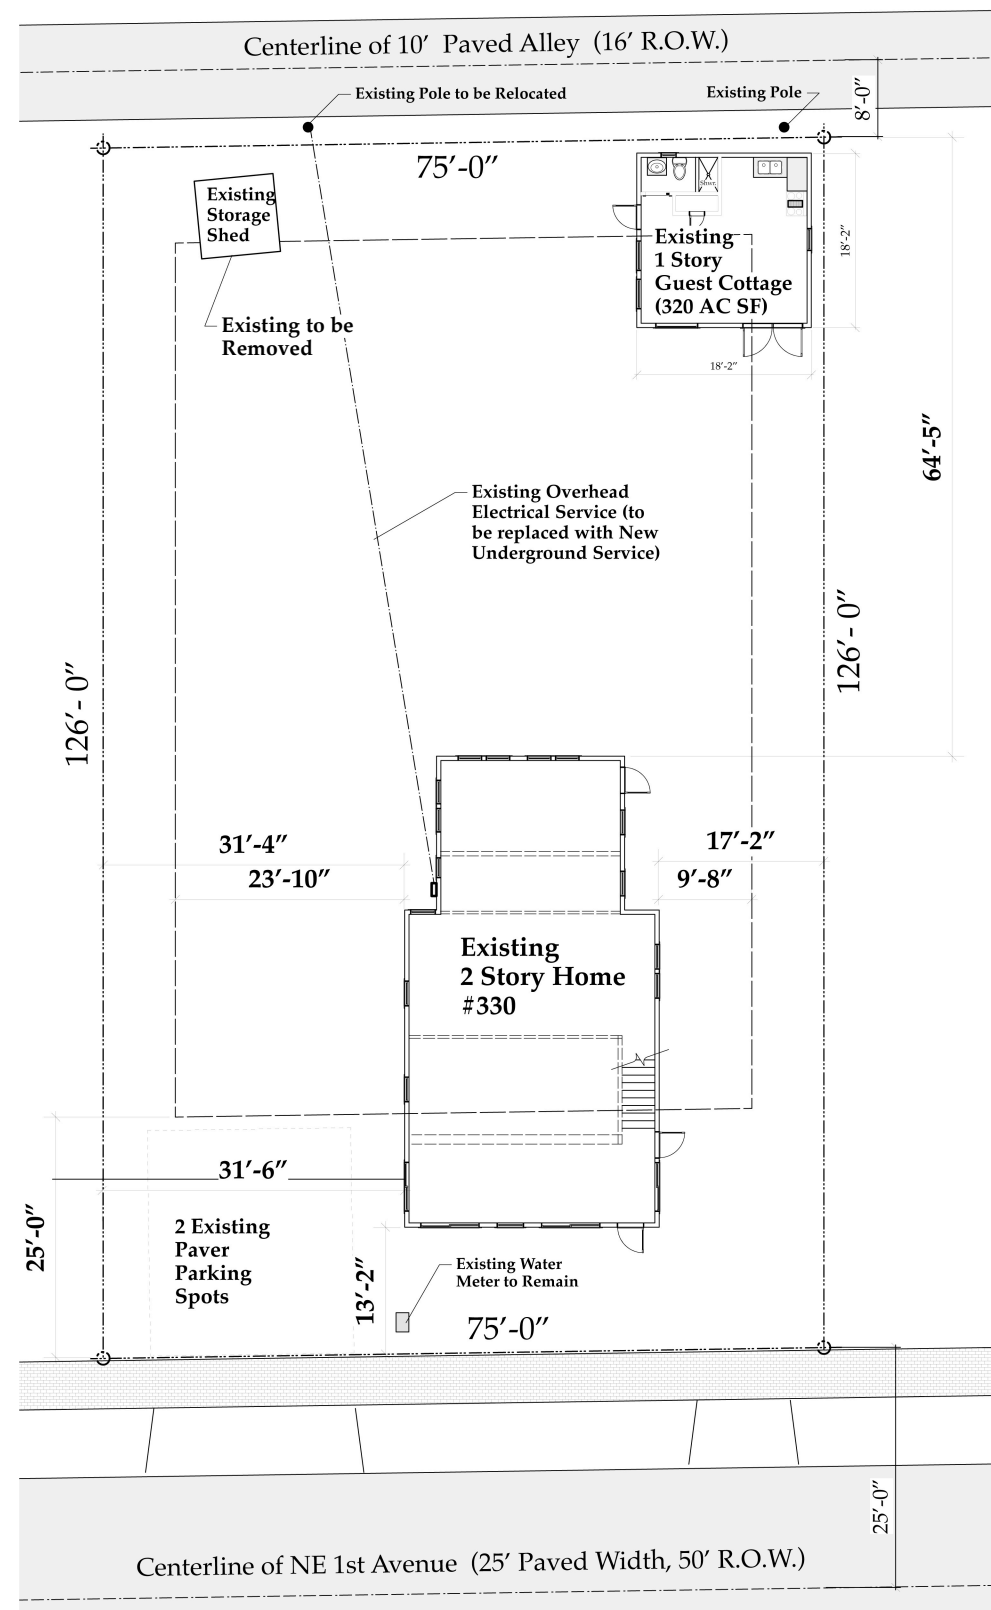 Centerline of 10′ Paved Alley (16′ R.O.W.)
Existing Pole to be Relocated
Existing Pole
8′-0″
75′-0″
Existing
Storage
Shed
Shwr.
Existing
1 Story
Guest Cottage
(320 AC SF)
18′-2″
18′-2″
Existing to be
Removed
64′-5″
Existing Overhead
Electrical Service (to
be replaced with New
Underground Service)
126′- 0″
126′- 0″
31′-4″
23′-10″
17′-2″
9′-8″
Existing
2 Story Home
#330
31′-6″
25′-0″
2 Existing
Paver
Parking
Spots
13′-2″
Existing Water
Meter to Remain
75′-0″
25′-0″
Centerline of NE 1st Avenue (25′ Paved Width, 50′ R.O.W.)